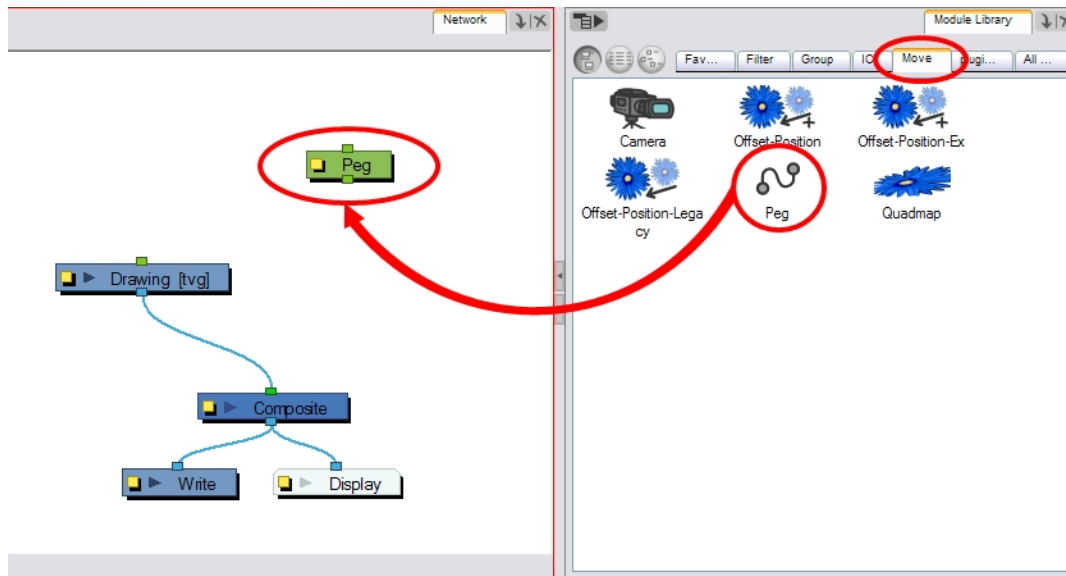 Network
Module Library
Fav...
Filter
Group
IO
Move
All ...
Camera
Offset-Position
Offset-Position-Ex
Offset-Position-Lega
cy
Peg
Quadmap
Peg
Drawing [tvg]
Composite
Write
Display